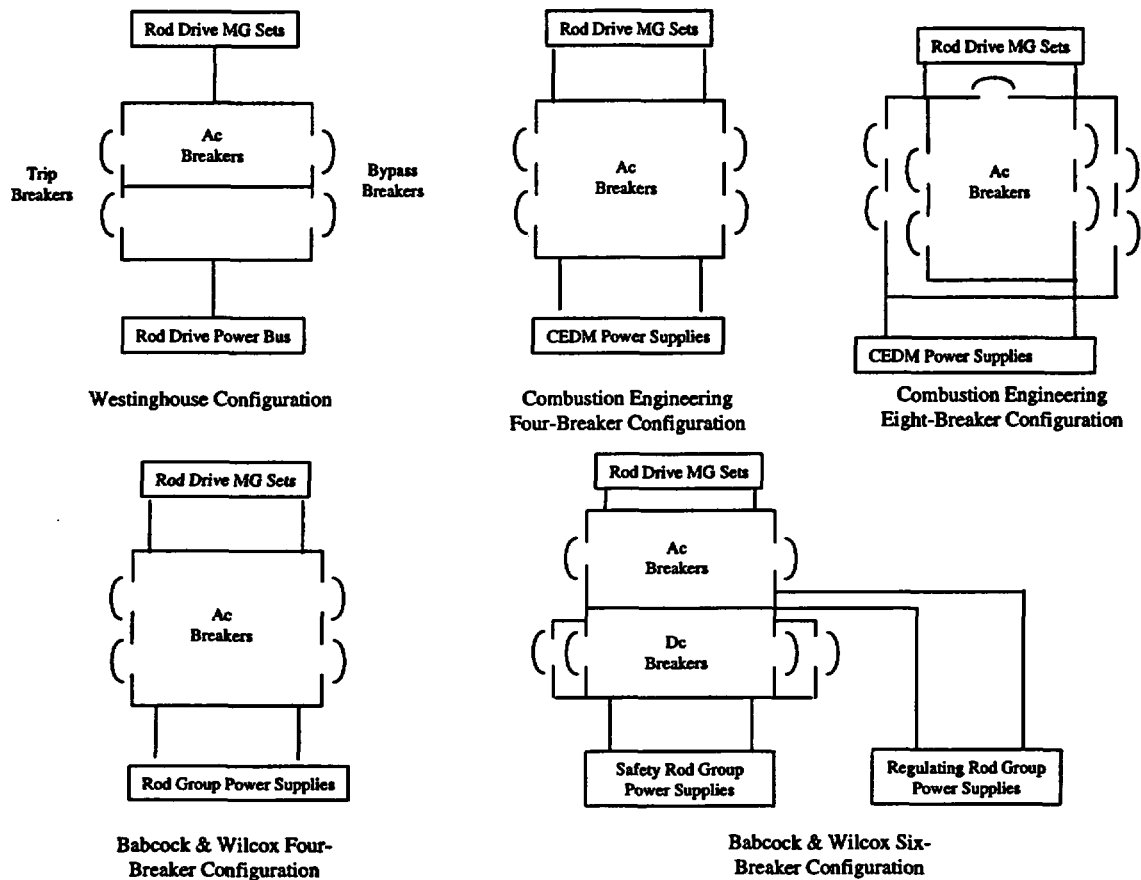 Rod Drive MG Sets
Ac
Breakers
Trip
Breakers
Bypass
Breakers
Rod Drive Power Bus
Westinghouse Configuration
Rod Drive MG Sets
Ac
Breakers
CEDM Power Supplies
Combustion Engineering
Four-Breaker Configuration
Rod Drive MG Sets
Ac
Breakers
CEDM Power Supplies
Combustion Engineering
Eight-Breaker Configuration
Rod Drive MG Sets
Ac
Breakers
Rod Group Power Supplies
Babcock & Wilcox Four-
Breaker Configuration
Rod Drive MG Sets
Ac
Breakers
Dc
Breakers
Safety Rod Group
Power Supplies
Regulating Rod Group
Power Supplies
Babcock & Wilcox Six-
Breaker Configuration